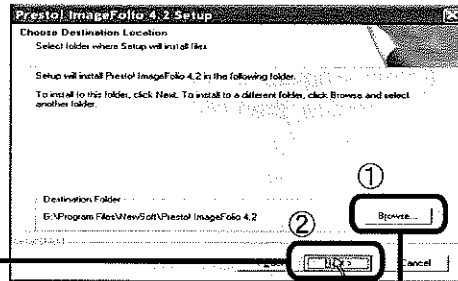 Presto! ImageFolio 4.2 Setup
Choose Destination Location
Select folder where Setup will install files.
Setup will install Presto! ImageFolio 4.2 in the following folder.
To install to this folder, click Next. To install to a different folder, click Browse and select
another folder.
①
Destination Folder
G:\Program Files\NewSoft\Presto! ImageFolio 4.2
Browse...
②
Next >
Cancel